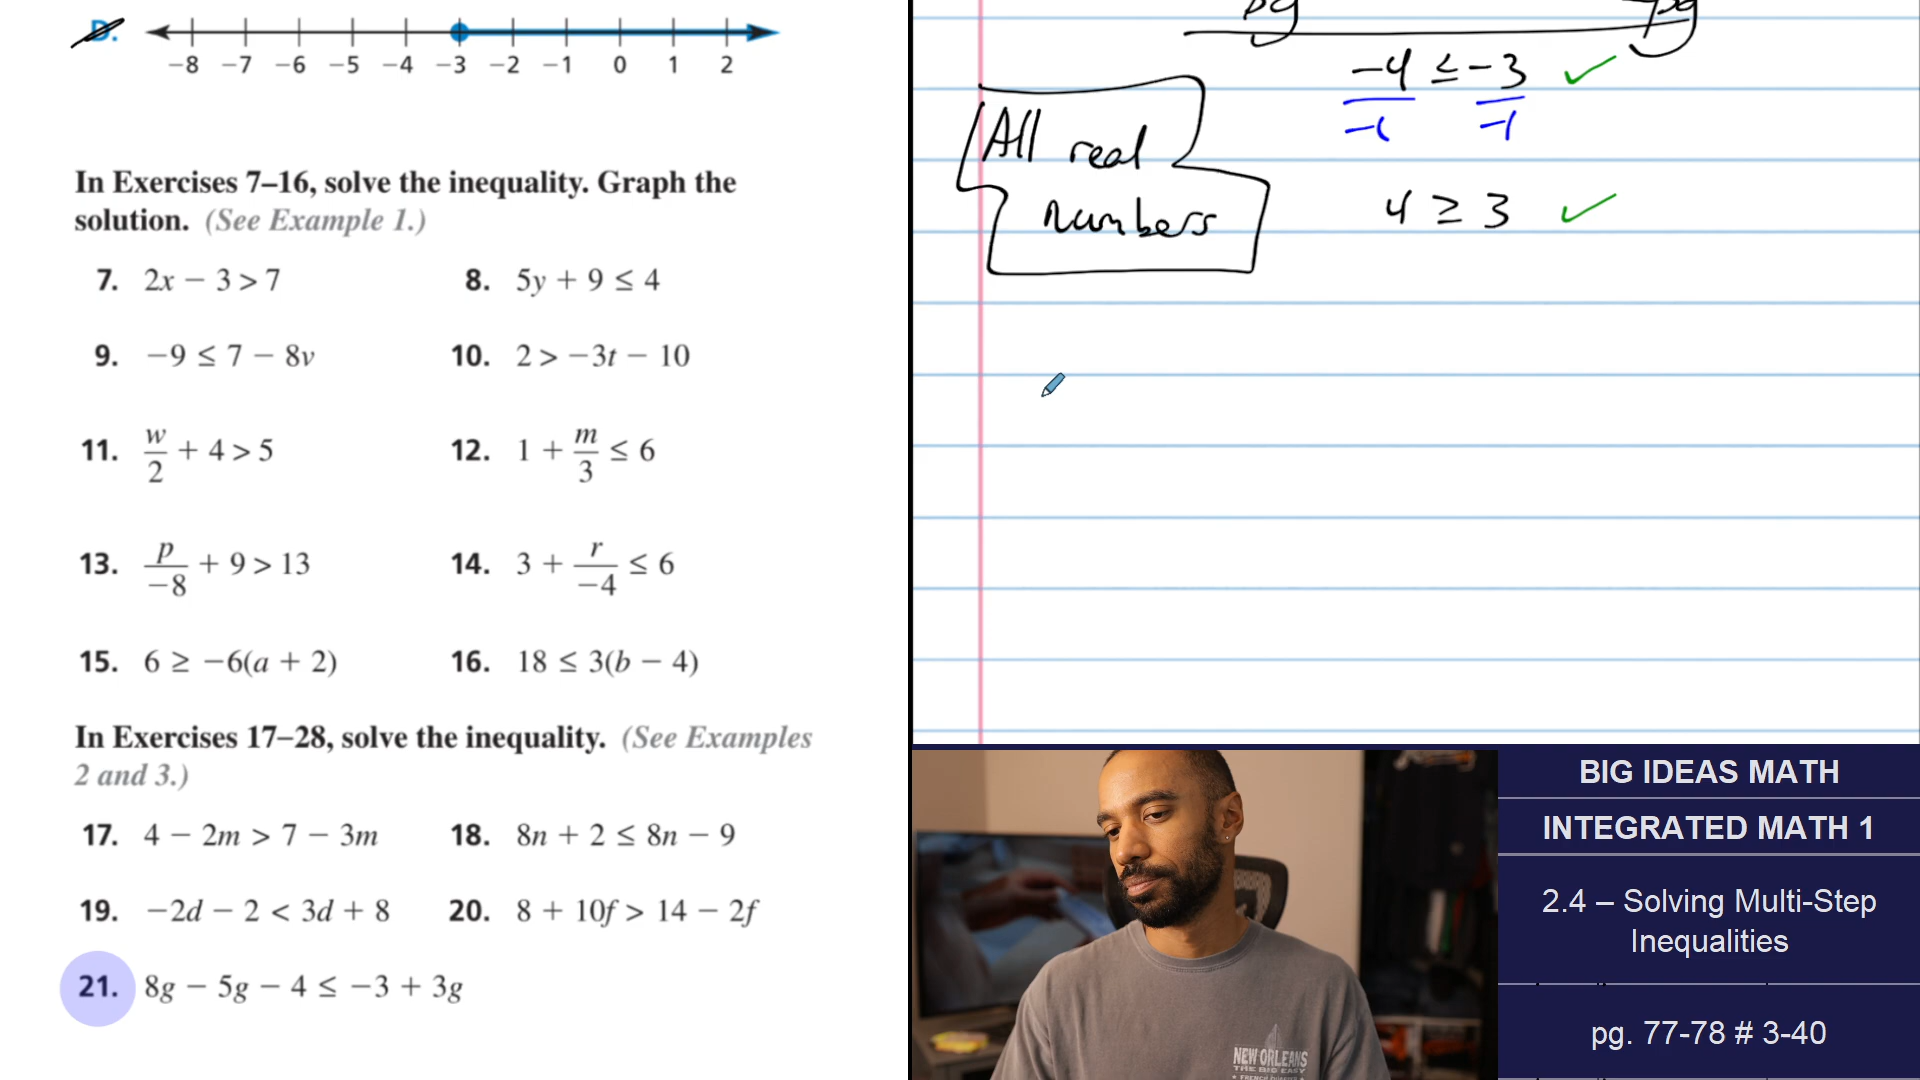 D.
−8 −7 −6 −5 −4 −3 −2 −1 0 1 2
In Exercises 7–16, solve the inequality. Graph the
solution. (See Example 1.)
7. 2x − 3 > 7
8. 5y + 9 ≤ 4
9. −9 ≤ 7 − 8v
10. 2 > −3t − 10
11. w/2 + 4 > 5
12. 1 + m/3 ≤ 6
13. p/−8 + 9 > 13
14. 3 + r/−4 ≤ 6
15. 6 ≥ −6(a + 2)
16. 18 ≤ 3(b − 4)
In Exercises 17–28, solve the inequality. (See Examples
2 and 3.)
17. 4 − 2m > 7 − 3m
18. 8n + 2 ≤ 8n − 9
19. −2d − 2 < 3d + 8
20. 8 + 10f > 14 − 2f
21. 8g − 5g − 4 ≤ −3 + 3g
−4 ≤ −3
−1 −1
4 ≥ 3
All real
numbers
NEW ORLEANS
THE BIG EASY
BIG IDEAS MATH
INTEGRATED MATH 1
2.4 – Solving Multi-Step
Inequalities
pg. 77-78 # 3-40